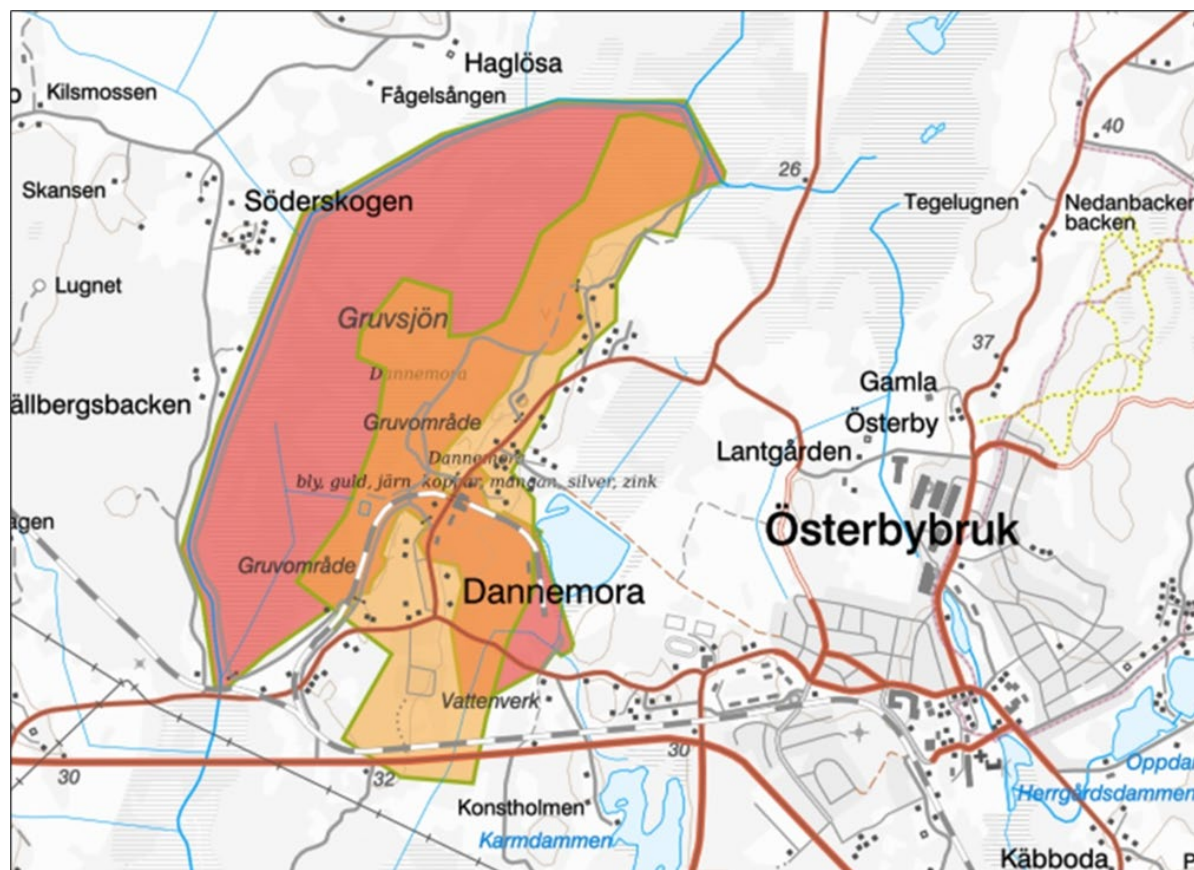 Haglösa
Kilsmossen
Fågelsången
40
26
Skansen
Söderskogen
Tegelugnen
Nedanbacken
backen
Lugnet
Gruvsjön
37
Dannemora
Gamla
ällbergsbacken
Gruvområde
Österby
Lantgården
Dannemora
bly, guld, järn, koppar, mangan, silver, zink
agen
Österbybruk
Gruvområde
Dannemora
Vattenverk
30
30
32
Oppdar
Herrgårdsdammen
Konstholmen
Karmdammen
Käbboda
P